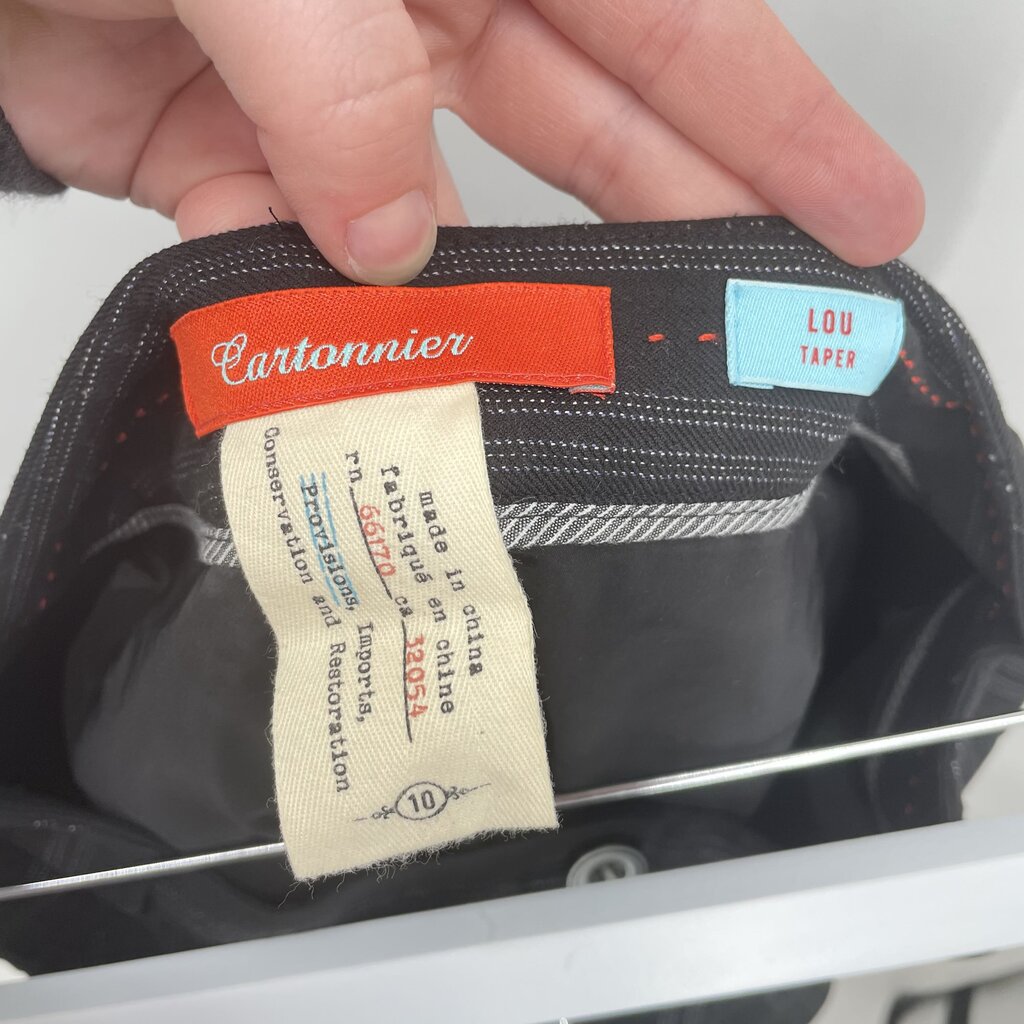 Cartonnier
LOU
TAPER
made in china
fabriqué en chine
rn 66170 ca 32054
Provisions, Imports,
Conservation and Restoration
10